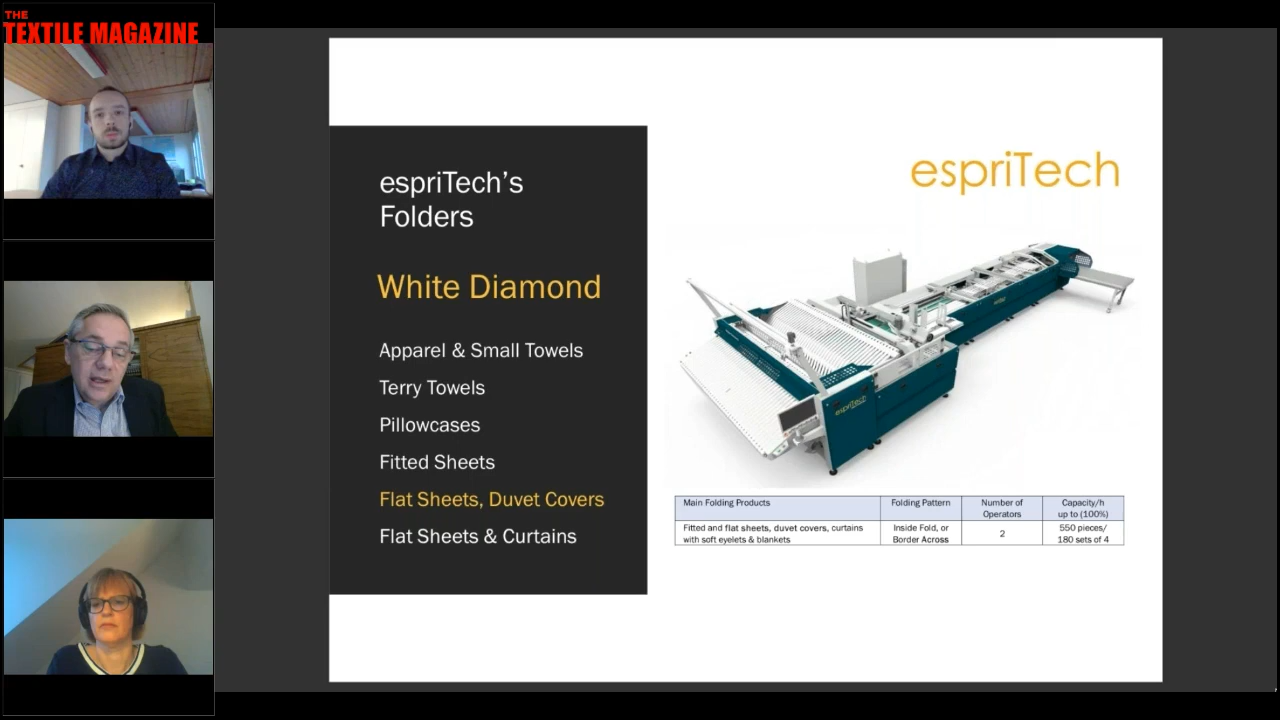 THE
TEXTILE MAGAZINE
espriTech's
Folders
White Diamond
Apparel & Small Towels
Terry Towels
Pillowcases
Fitted Sheets
Flat Sheets, Duvet Covers
Flat Sheets & Curtains
espriTech
espriTech
Main Folding Products
Folding Pattern
Number of
Operators
Capacity/h
up to (100%)
Fitted and flat sheets, duvet covers, curtains
with soft eyelets & blankets
Inside Fold, or
Border Across
2
550 pieces/
180 sets of 4